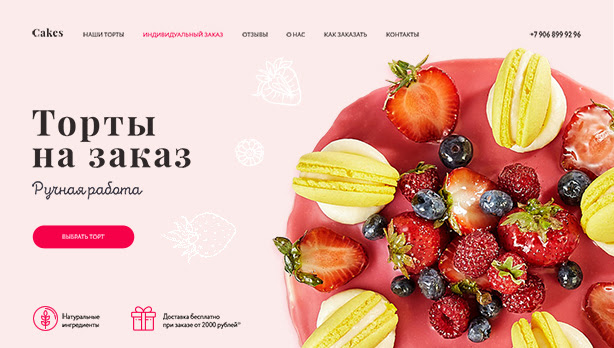 Cakes
НАШИ ТОРТЫ
ИНДИВИДУАЛЬНЫЙ ЗАКАЗ
ОТЗЫВЫ
О НАС
КАК ЗАКАЗАТЬ
КОНТАКТЫ
+7 906 899 92 96
Торты
на заказ
Ручная работа
ВЫБРАТЬ ТОРТ
Натуральные
ингредиенты
Доставка бесплатно
при заказе от 2000 рублей*